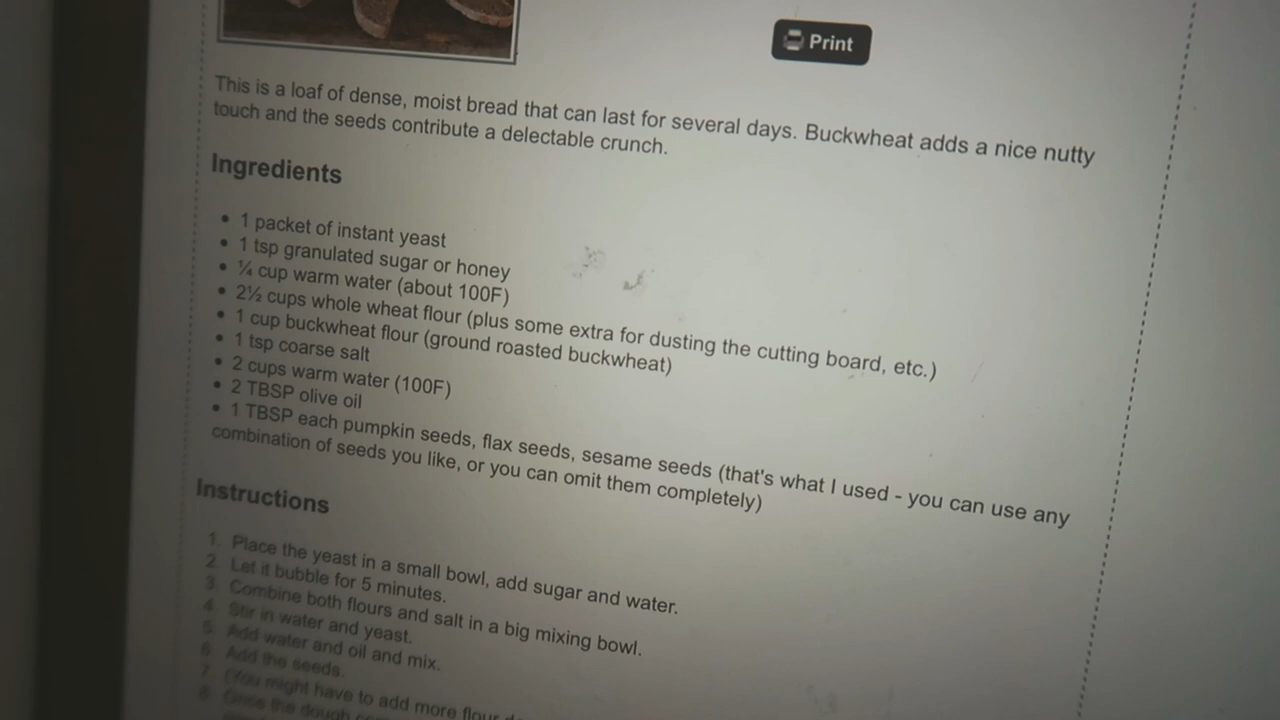 Print
This is a loaf of dense, moist bread that can last for several days. Buckwheat adds a nice nutty
touch and the seeds contribute a delectable crunch.
Ingredients
• 1 packet of instant yeast
• 1 tsp granulated sugar or honey
• ¼ cup warm water (about 100F)
• 2½ cups whole wheat flour (plus some extra for dusting the cutting board, etc.)
• 1 cup buckwheat flour (ground roasted buckwheat)
• 1 tsp coarse salt
• 2 cups warm water (100F)
• 2 TBSP olive oil
• 1 TBSP each pumpkin seeds, flax seeds, sesame seeds (that's what I used - you can use any
combination of seeds you like, or you can omit them completely)
Instructions
1. Place the yeast in a small bowl, add sugar and water.
2. Let it bubble for 5 minutes.
3. Combine both flours and salt in a big mixing bowl.
4. Stir in water and yeast.
5. Add water and oil and mix.
6. Add the seeds.
7. (You might have to add more flour
8. Once the dough